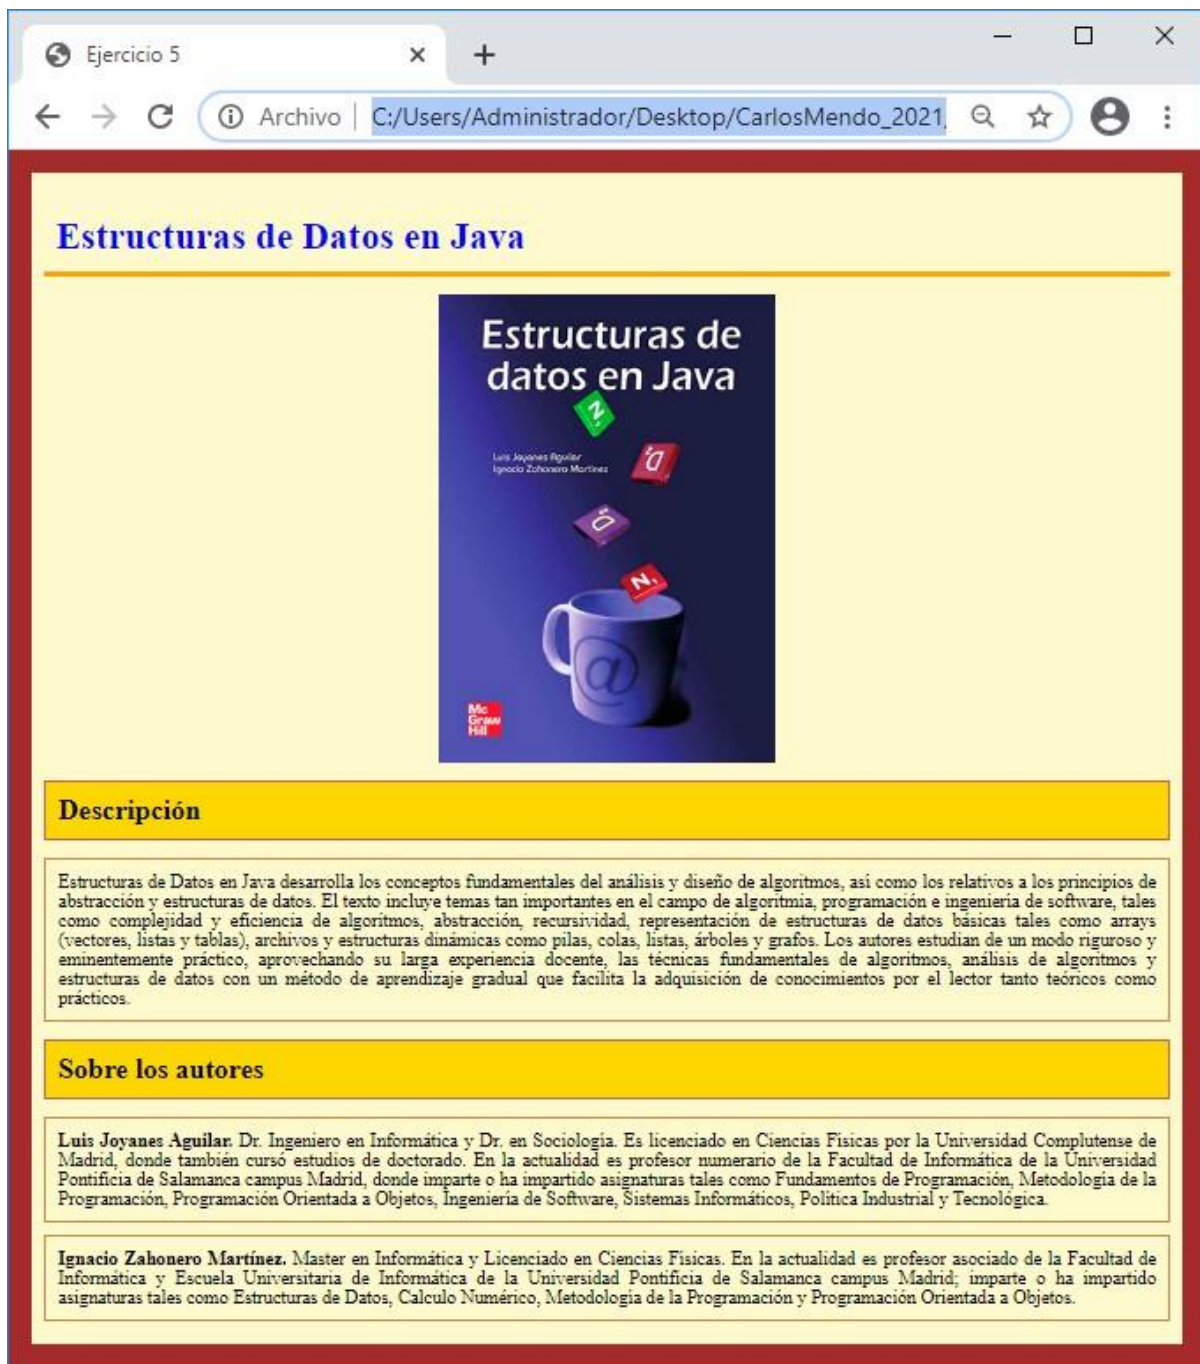 Ejercicio 5
Archivo
C:/Users/Administrador/Desktop/CarlosMendo_2021,
Estructuras de Datos en Java
Estructuras de
datos en Java
Luis Joyanes Aguilar
Ignacio Zahonero Martínez
N,
D,
D,
N,
@
Mc
Graw
Hill
Descripción
Estructuras de Datos en Java desarrolla los conceptos fundamentales del análisis y diseño de algoritmos, así como los relativos a los principios de
abstracción y estructuras de datos. El texto incluye temas tan importantes en el campo de algoritmia, programación e ingeniería de software, tales
como complejidad y eficiencia de algoritmos, abstracción, recursividad, representación de estructuras de datos básicas tales como arrays
(vectores, listas y tablas), archivos y estructuras dinámicas como pilas, colas, listas, árboles y grafos. Los autores estudian de un modo riguroso y
eminentemente práctico, aprovechando su larga experiencia docente, las técnicas fundamentales de algoritmos, análisis de algoritmos y
estructuras de datos con un método de aprendizaje gradual que facilita la adquisición de conocimientos por el lector tanto teóricos como
prácticos.
Sobre los autores
Luis Joyanes Aguilar. Dr. Ingeniero en Informática y Dr. en Sociología. Es licenciado en Ciencias Físicas por la Universidad Complutense de
Madrid, donde también cursó estudios de doctorado. En la actualidad es profesor numerario de la Facultad de Informática de la Universidad
Pontificia de Salamanca campus Madrid, donde imparte o ha impartido asignaturas tales como Fundamentos de Programación, Metodología de la
Programación, Programación Orientada a Objetos, Ingeniería de Software, Sistemas Informáticos, Política Industrial y Tecnológica.
Ignacio Zahonero Martínez. Master en Informática y Licenciado en Ciencias Físicas. En la actualidad es profesor asociado de la Facultad de
Informática y Escuela Universitaria de Informática de la Universidad Pontificia de Salamanca campus Madrid; imparte o ha impartido
asignaturas tales como Estructuras de Datos, Calculo Numérico, Metodología de la Programación y Programación Orientada a Objetos.